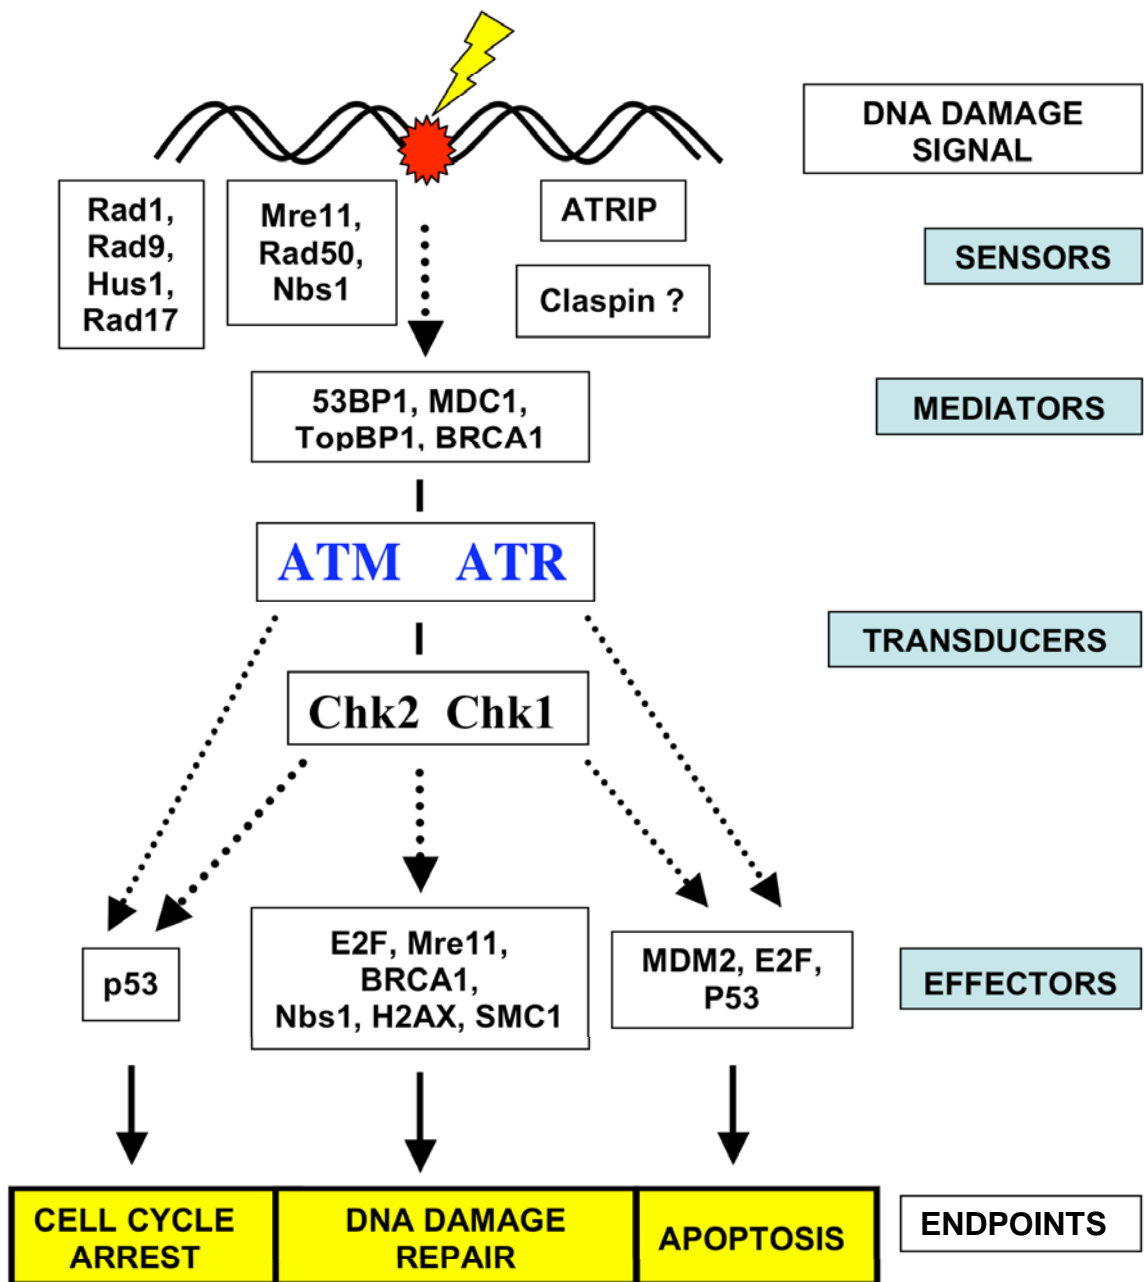 DNA DAMAGE
SIGNAL
Rad1,
Rad9,
Hus1,
Rad17
Mre11,
Rad50,
Nbs1
ATRIP
Claspin ?
SENSORS
53BP1, MDC1,
TopBP1, BRCA1
MEDIATORS
ATM ATR
TRANSDUCERS
Chk2 Chk1
p53
E2F, Mre11,
BRCA1,
Nbs1, H2AX, SMC1
MDM2, E2F,
P53
EFFECTORS
CELL CYCLE
ARREST
DNA DAMAGE
REPAIR
APOPTOSIS
ENDPOINTS